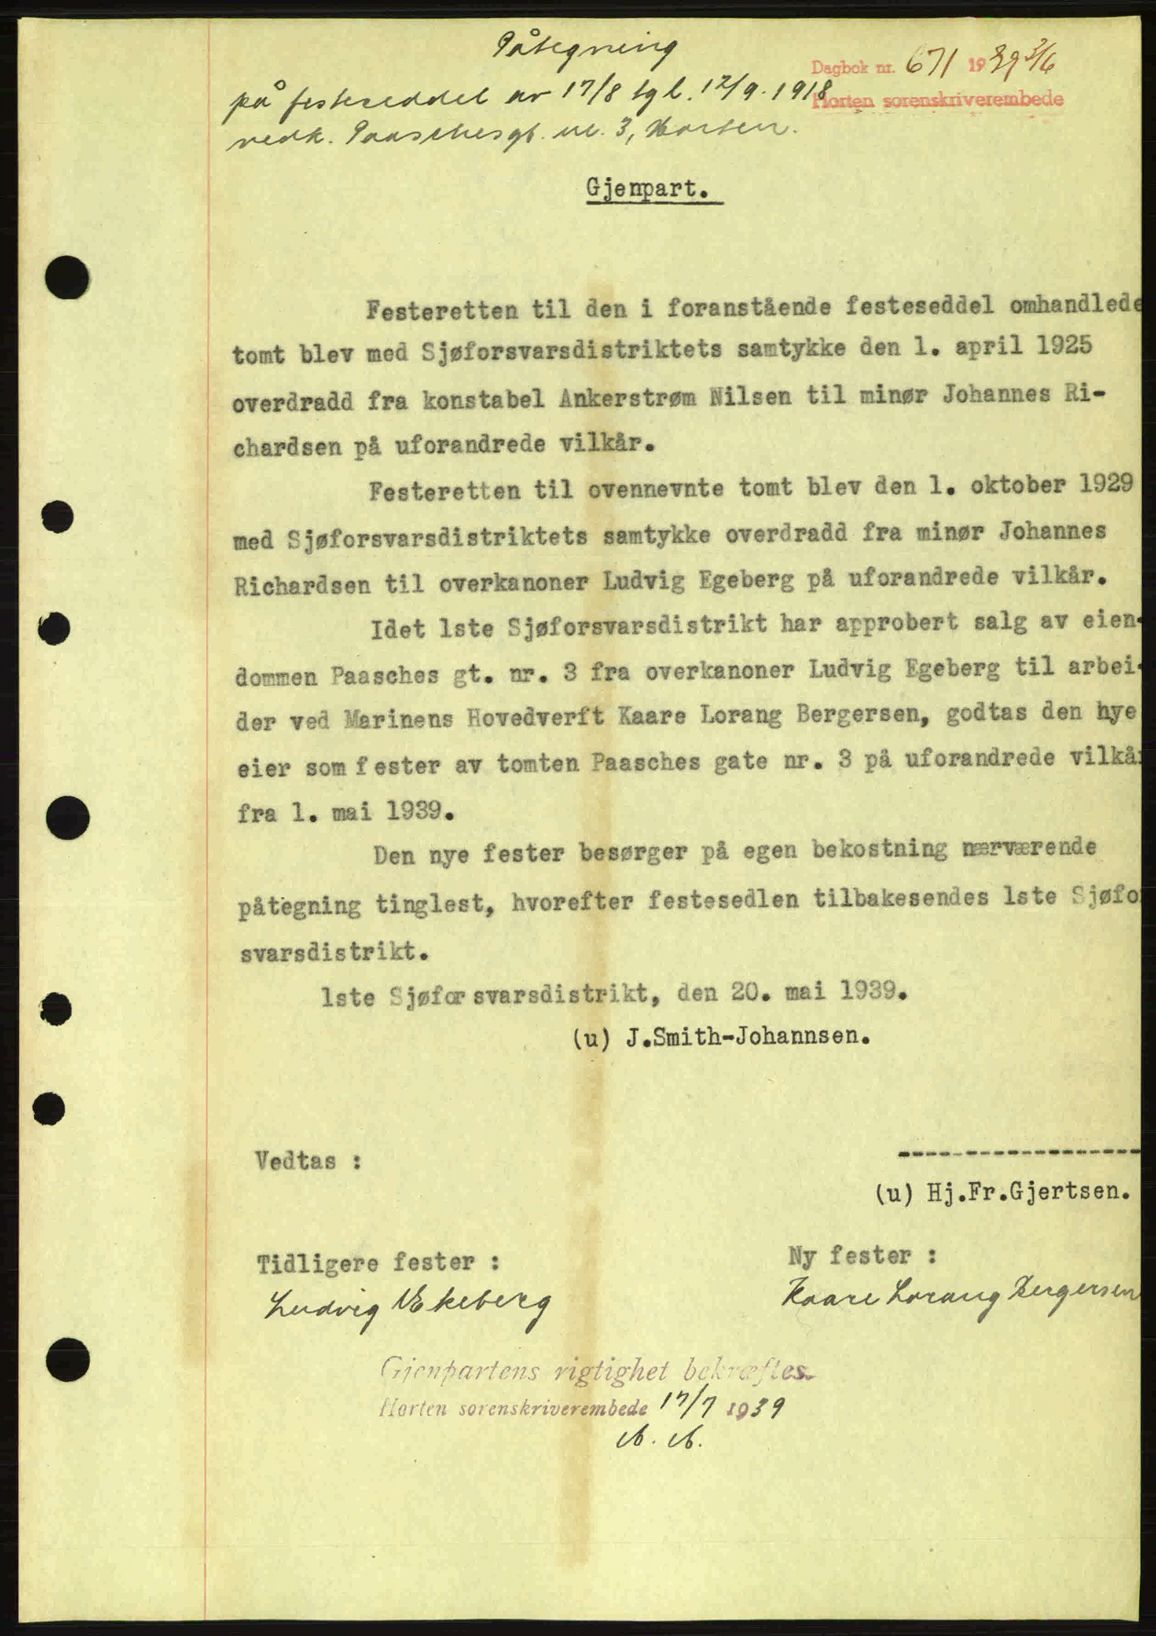 Påtegning
Dagbok nr. 671 1939 3/6
på festeseddel av 17/8 tgl. 12/9. 1918
Horten sorenskriverembede
vedk. Paaschesgt. nr. 3, Horten.
Gjenpart.
Festeretten til den i foranstående festeseddel omhandlede
tomt blev med Sjøforsvarsdistriktets samtykke den 1. april 1925
overdradd fra konstabel Ankerstrøm Nilsen til minør Johannes Ri-
chardsen på uforandrede vilkår.
Festeretten til ovennevnte tomt blev den 1. oktober 1929
med Sjøforsvarsdistriktets samtykke overdradd fra minør Johannes
Richardsen til overkanoner Ludvig Egeberg på uforandrede vilkår.
Idet 1ste Sjøforsvarsdistrikt har approbert salg av eien-
dommen Paasches gt. nr. 3 fra overkanoner Ludvig Egeberg til arbei-
der ved Marinens Hovedverft Kaare Lorang Bergersen, godtas den nye
eier som fester av tomten Paasches gate nr. 3 på uforandrede vilkår
fra 1. mai 1939.
Den nye fester besørger på egen bekostning nærværende
påtegning tinglest, hvorefter festesedlen tilbakesendes 1ste Sjøfo
svarsdistrikt.
1ste Sjøforsvarsdistrikt, den 20. mai 1939.
(u) J.Smith-Johannsen.
Vedtas :
-------------------
(u) Hj.Fr.Gjertsen.
Tidligere fester :
Ny fester :
Ludvig Ekeberg
Kaare Lorang Bergersen
Gjenpartens rigtighet bekræftes.
Horten sorenskriverembede 17/7 1939